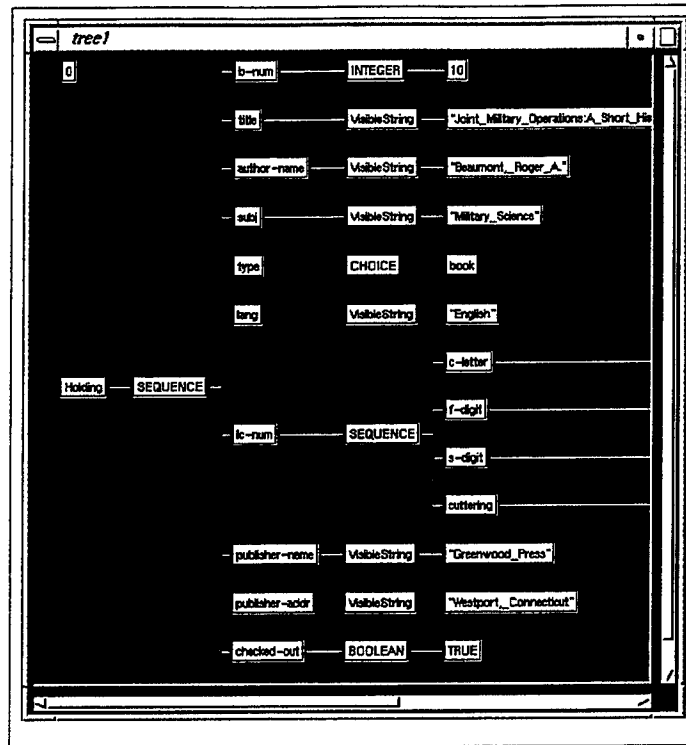 tree1
0
b-num INTEGER 10
title VisibleString "Joint_Military_Operations:A_Short_His
author-name VisibleString "Beaumont,_Roger_A."
subj VisibleString "Military_Science"
type CHOICE book
lang VisibleString "English"
c-letter
Holding SEQUENCE
f-digit
lc-num SEQUENCE
s-digit
cuttering
publisher-name VisibleString "Greenwood_Press"
publisher-addr VisibleString "Westport,_Connecticut"
checked-out BOOLEAN TRUE